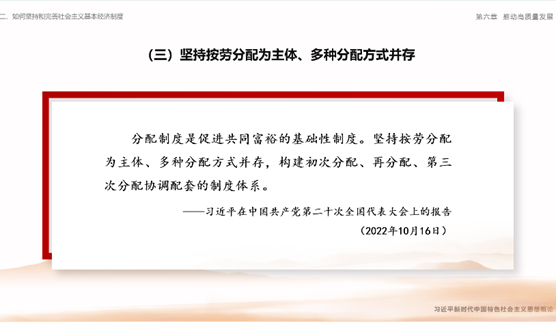 二、如何坚持和完善社会主义基本经济制度
第六章 推动高质量发展
（三）坚持按劳分配为主体、多种分配方式并存
分配制度是促进共同富裕的基础性制度。坚持按劳分配
为主体、多种分配方式并存，构建初次分配、再分配、第三
次分配协调配套的制度体系。
——习近平在中国共产党第二十次全国代表大会上的报告
（2022年10月16日）
习近平新时代中国特色社会主义思想概论